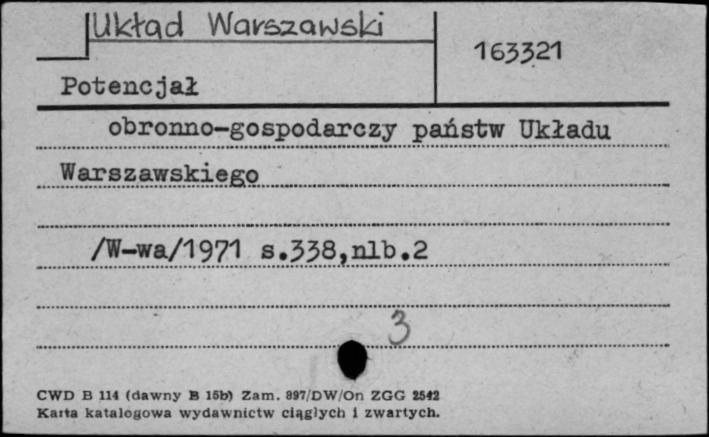 Układ Warszawski
163321
Potencjał
obronno-gospodarczy państw Układu
Warszawskiego
/W-wa/1971 s.338,nlb.2
3
CWD B 114 (dawny B 15b) Zam. 897/DW/On ZGG 2542
Karta katalogowa wydawnictw ciągłych i zwartych.